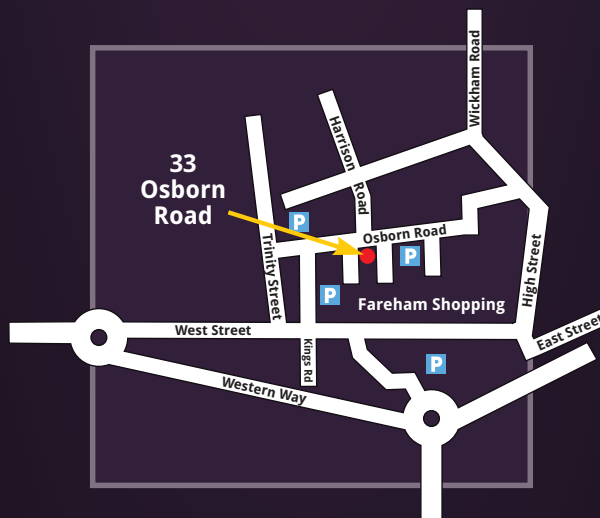 Wickham Road
Harrison Road
33
Osborn
Road
P
Osborn Road
P
Trinity Street
High Street
P
Fareham Shopping
West Street
East Street
Kings Rd
P
Western Way